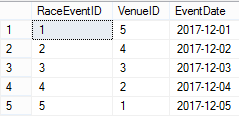 RaceEventID VenueID EventDate
1 1 5 2017-12-01
2 2 4 2017-12-02
3 3 3 2017-12-03
4 4 2 2017-12-04
5 5 1 2017-12-05